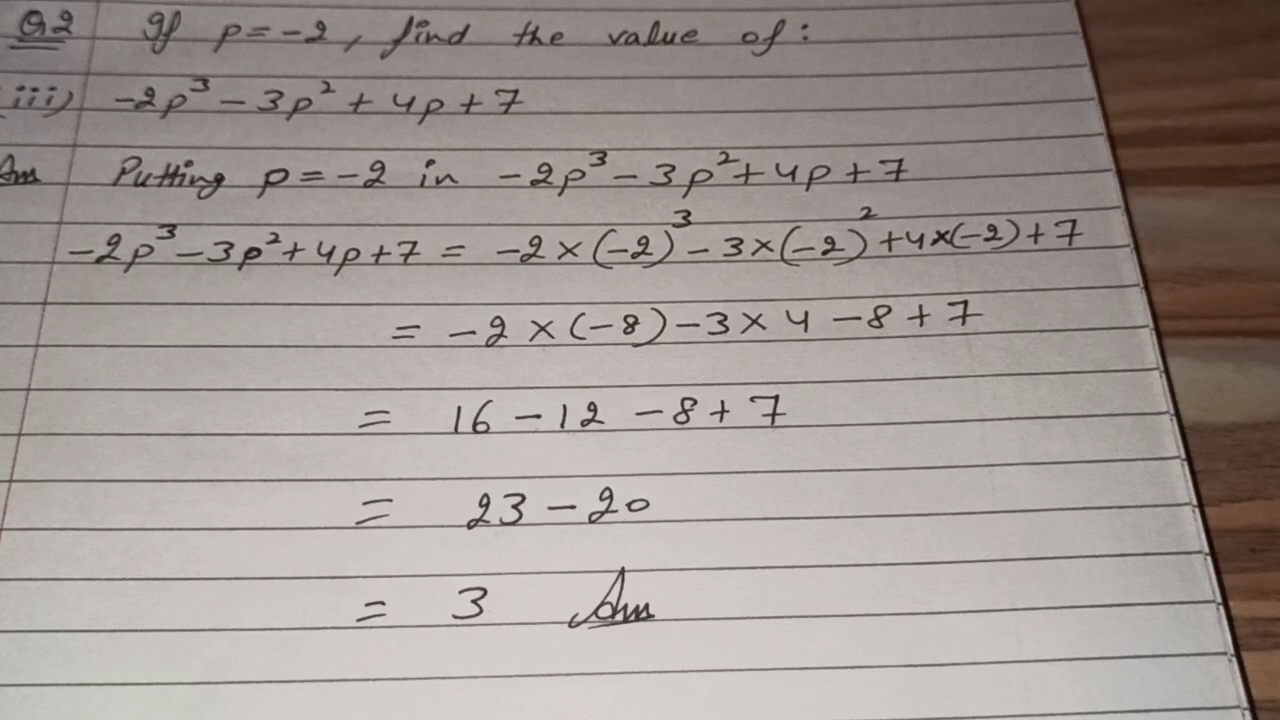 Q2 If p=-2, find the value of:
(iii) -2p³ - 3p² + 4p + 7
Ans Putting p=-2 in -2p³ - 3p² + 4p + 7
-2p³ - 3p² + 4p + 7 = -2×(-2)³ - 3×(-2)² + 4×(-2) + 7
= -2 × (-8) - 3 × 4 - 8 + 7
= 16 - 12 - 8 + 7
= 23 - 20
= 3 Ans